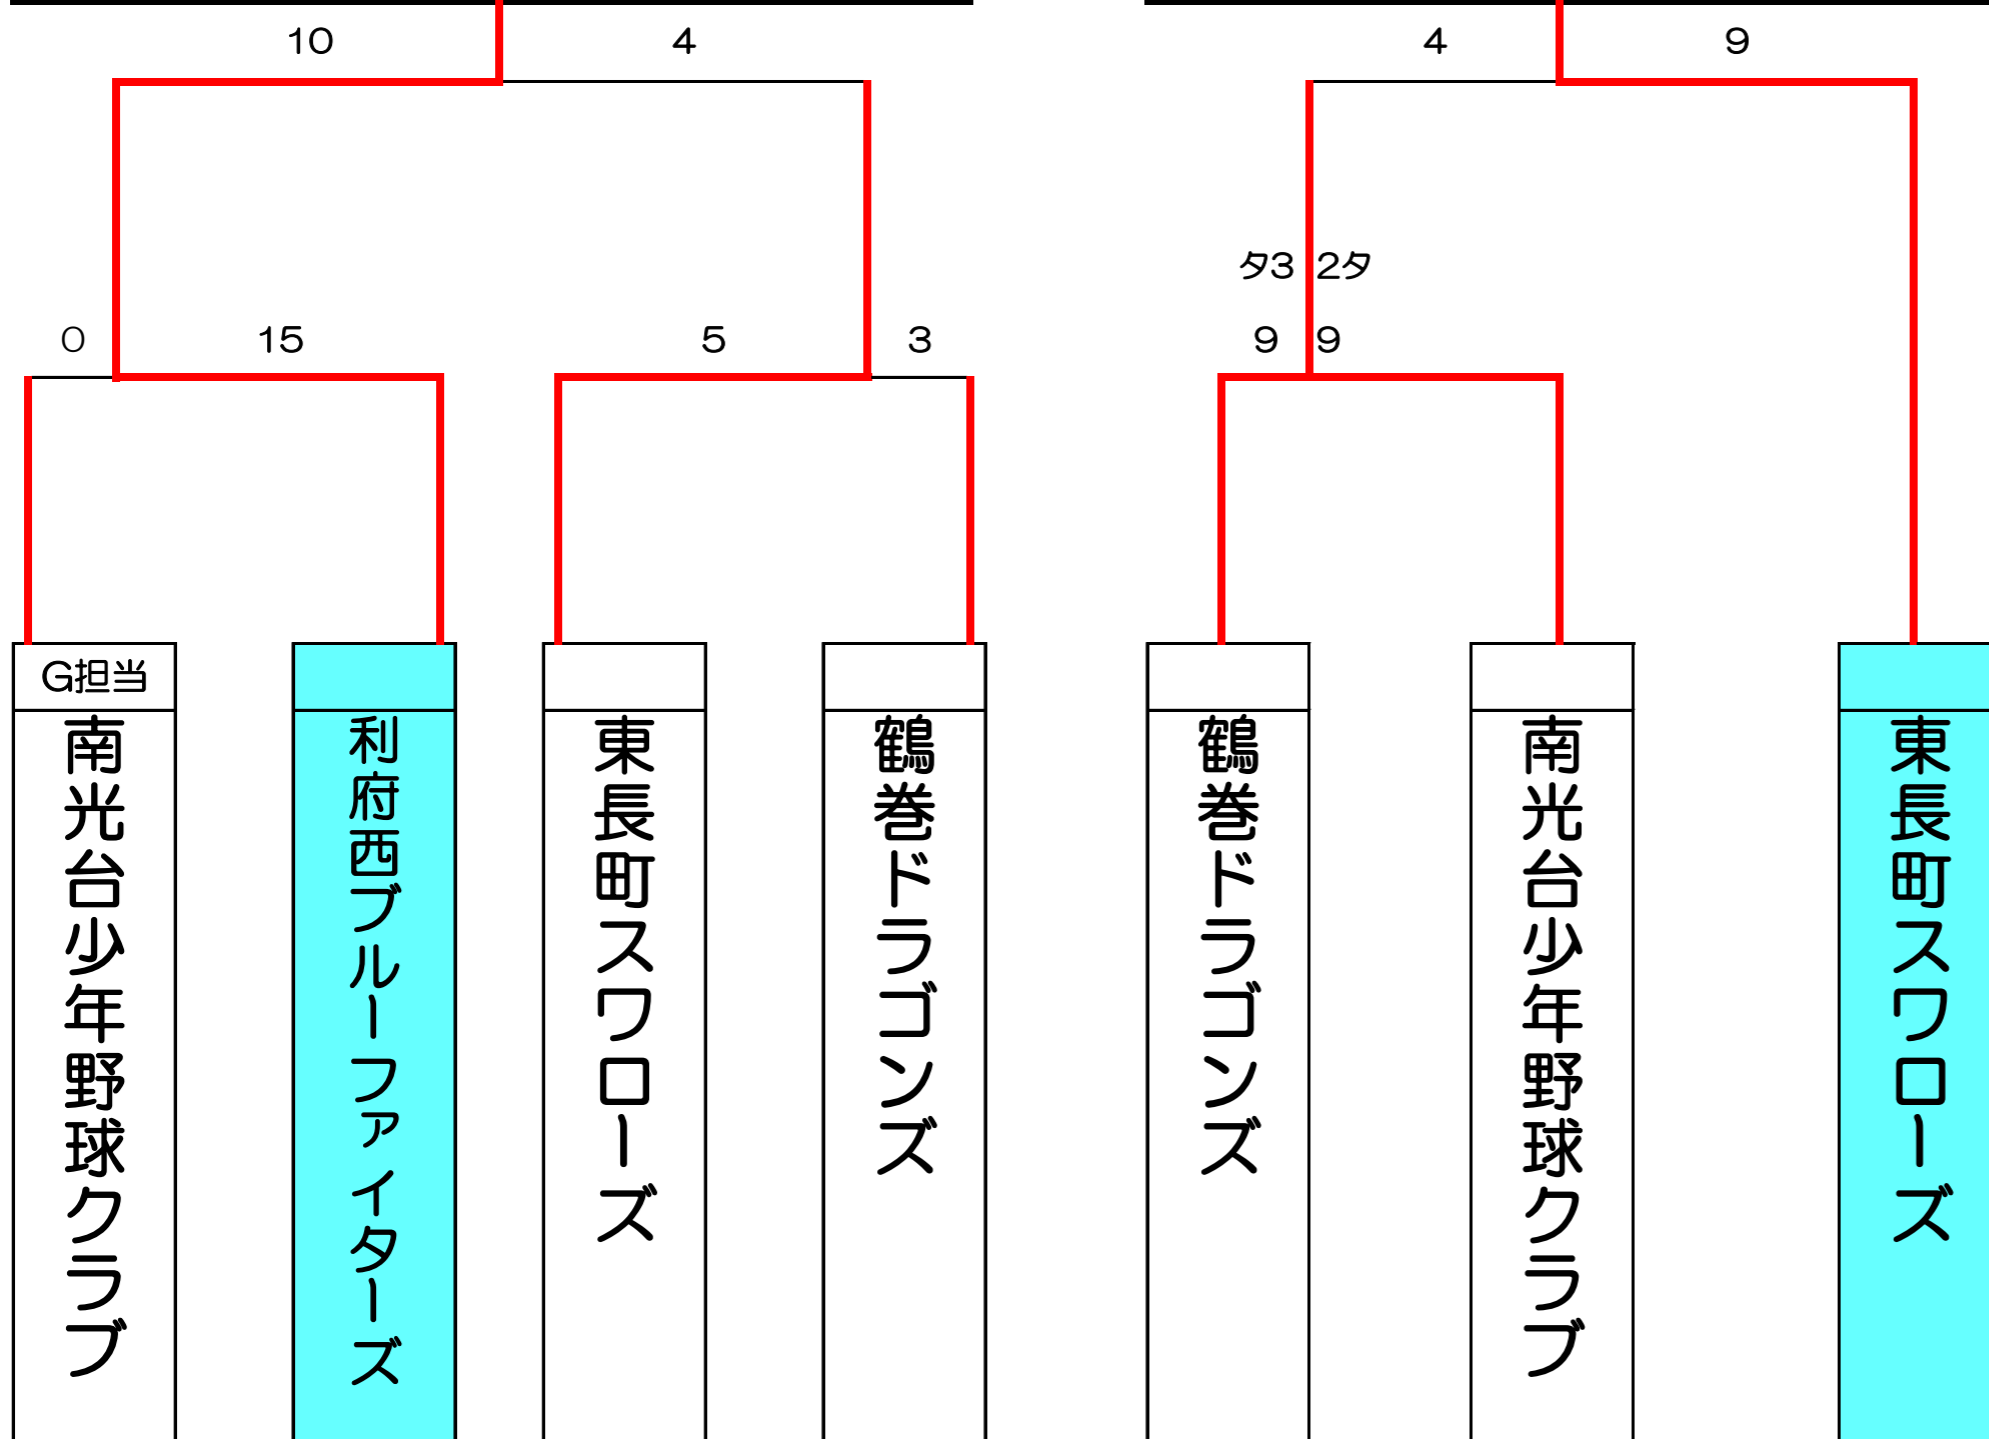 10 4 4 9
タ3 2タ
0 15 5 3 9 9
G担当
南光台少年野球クラブ
利府西ブルーファイターズ
東長町スワローズ
鶴巻ドラゴンズ
鶴巻ドラゴンズ
南光台少年野球クラブ
東長町スワローズ